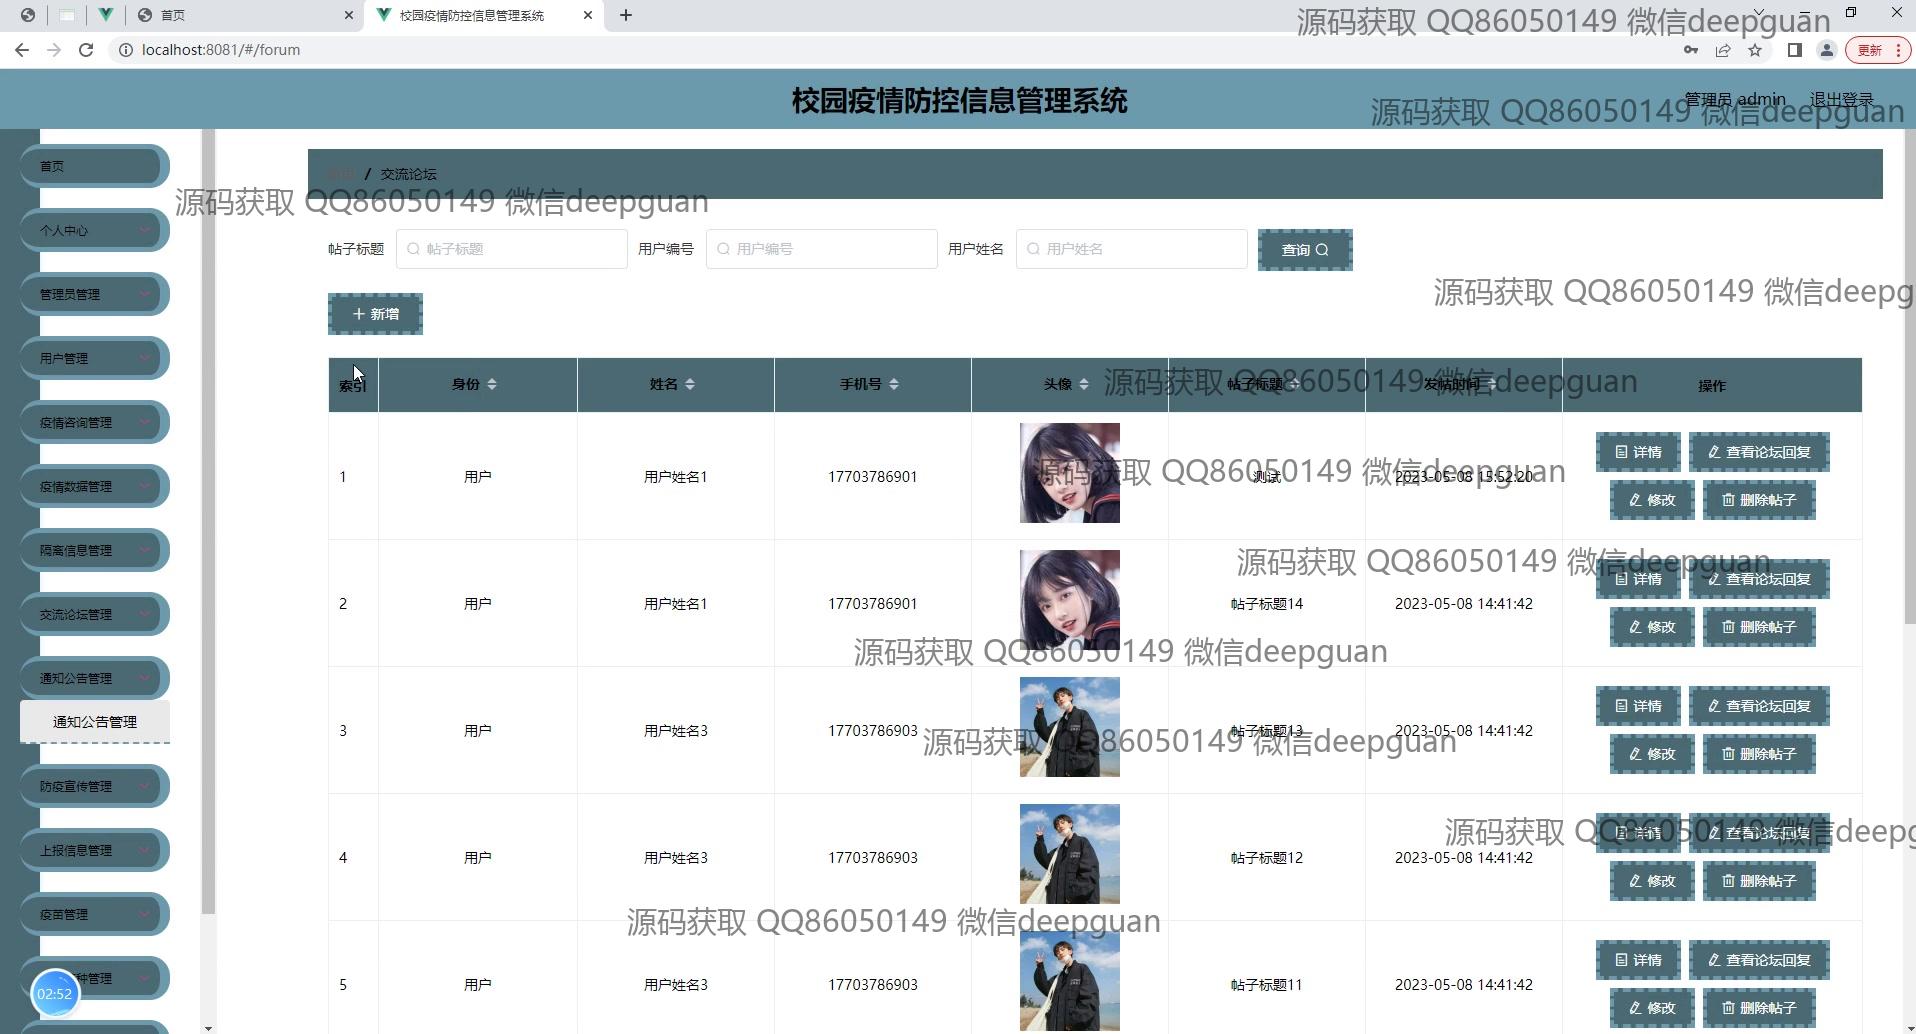 首页
校园疫情防控信息管理系统
源码获取 QQ86050149 微信deepguan
localhost:8081/#/forum
更新
校园疫情防控信息管理系统
管理员 admin
退出登录
源码获取 QQ86050149 微信deepguan
首页
/ 交流论坛
源码获取 QQ86050149 微信deepguan
个人中心
帖子标题 帖子标题 用户编号 用户编号 用户姓名 用户姓名 查询
管理员管理
源码获取 QQ86050149 微信deepg
新增
用户管理
索引 身份 姓名 手机号 头像 帖子标题 发帖时间 操作
源码获取 QQ86050149 微信deepguan
疫情咨询管理
1 用户 用户姓名1 17703786901 测试 2023-05-08 15:52:20 详情 查看论坛回复
修改 删除帖子
源码获取 QQ86050149 微信deepguan
疫情数据管理
隔离信息管理
源码获取 QQ86050149 微信deepguan
2 用户 用户姓名1 17703786901 帖子标题14 2023-05-08 14:41:42 详情 查看论坛回复
修改 删除帖子
交流论坛管理
源码获取 QQ86050149 微信deepguan
通知公告管理
通知公告管理
3 用户 用户姓名3 17703786903 帖子标题13 2023-05-08 14:41:42 详情 查看论坛回复
修改 删除帖子
源码获取 QQ86050149 微信deepguan
防疫宣传管理
4 用户 用户姓名3 17703786903 帖子标题12 2023-05-08 14:41:42 详情 查看论坛回复
修改 删除帖子
源码获取 QQ86050149 微信deepg
上报信息管理
疫苗管理
源码获取 QQ86050149 微信deepguan
5 用户 用户姓名3 17703786903 帖子标题11 2023-05-08 14:41:42 详情 查看论坛回复
修改 删除帖子
种管理
02:52